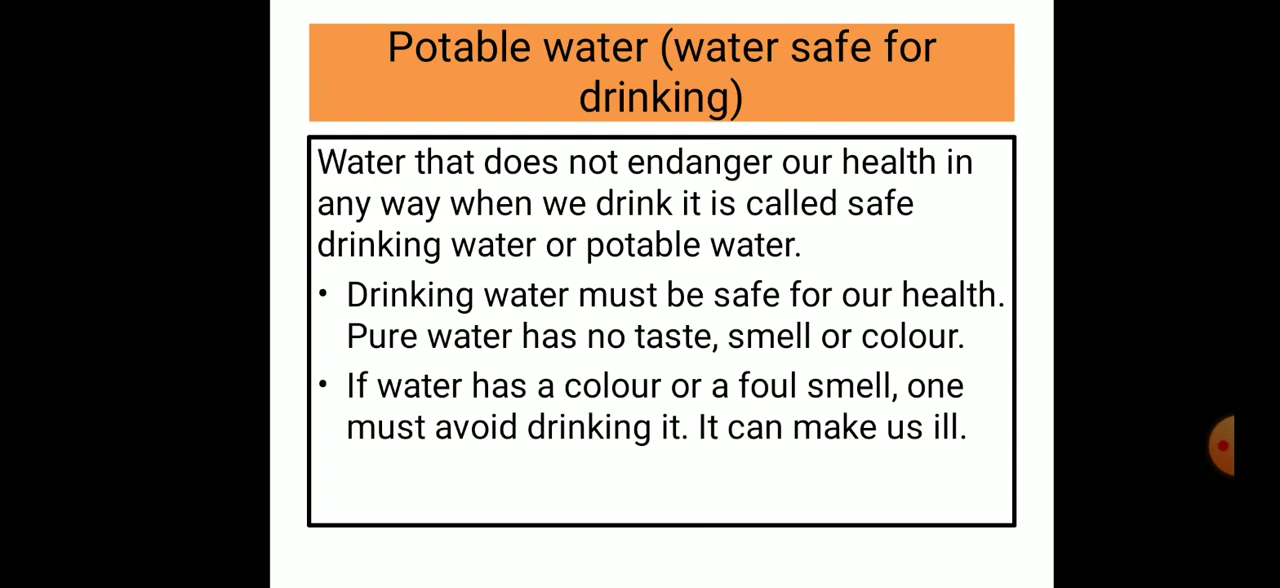 Potable water (water safe for
drinking)
Water that does not endanger our health in
any way when we drink it is called safe
drinking water or potable water.
• Drinking water must be safe for our health.
Pure water has no taste, smell or colour.
• If water has a colour or a foul smell, one
must avoid drinking it. It can make us ill.